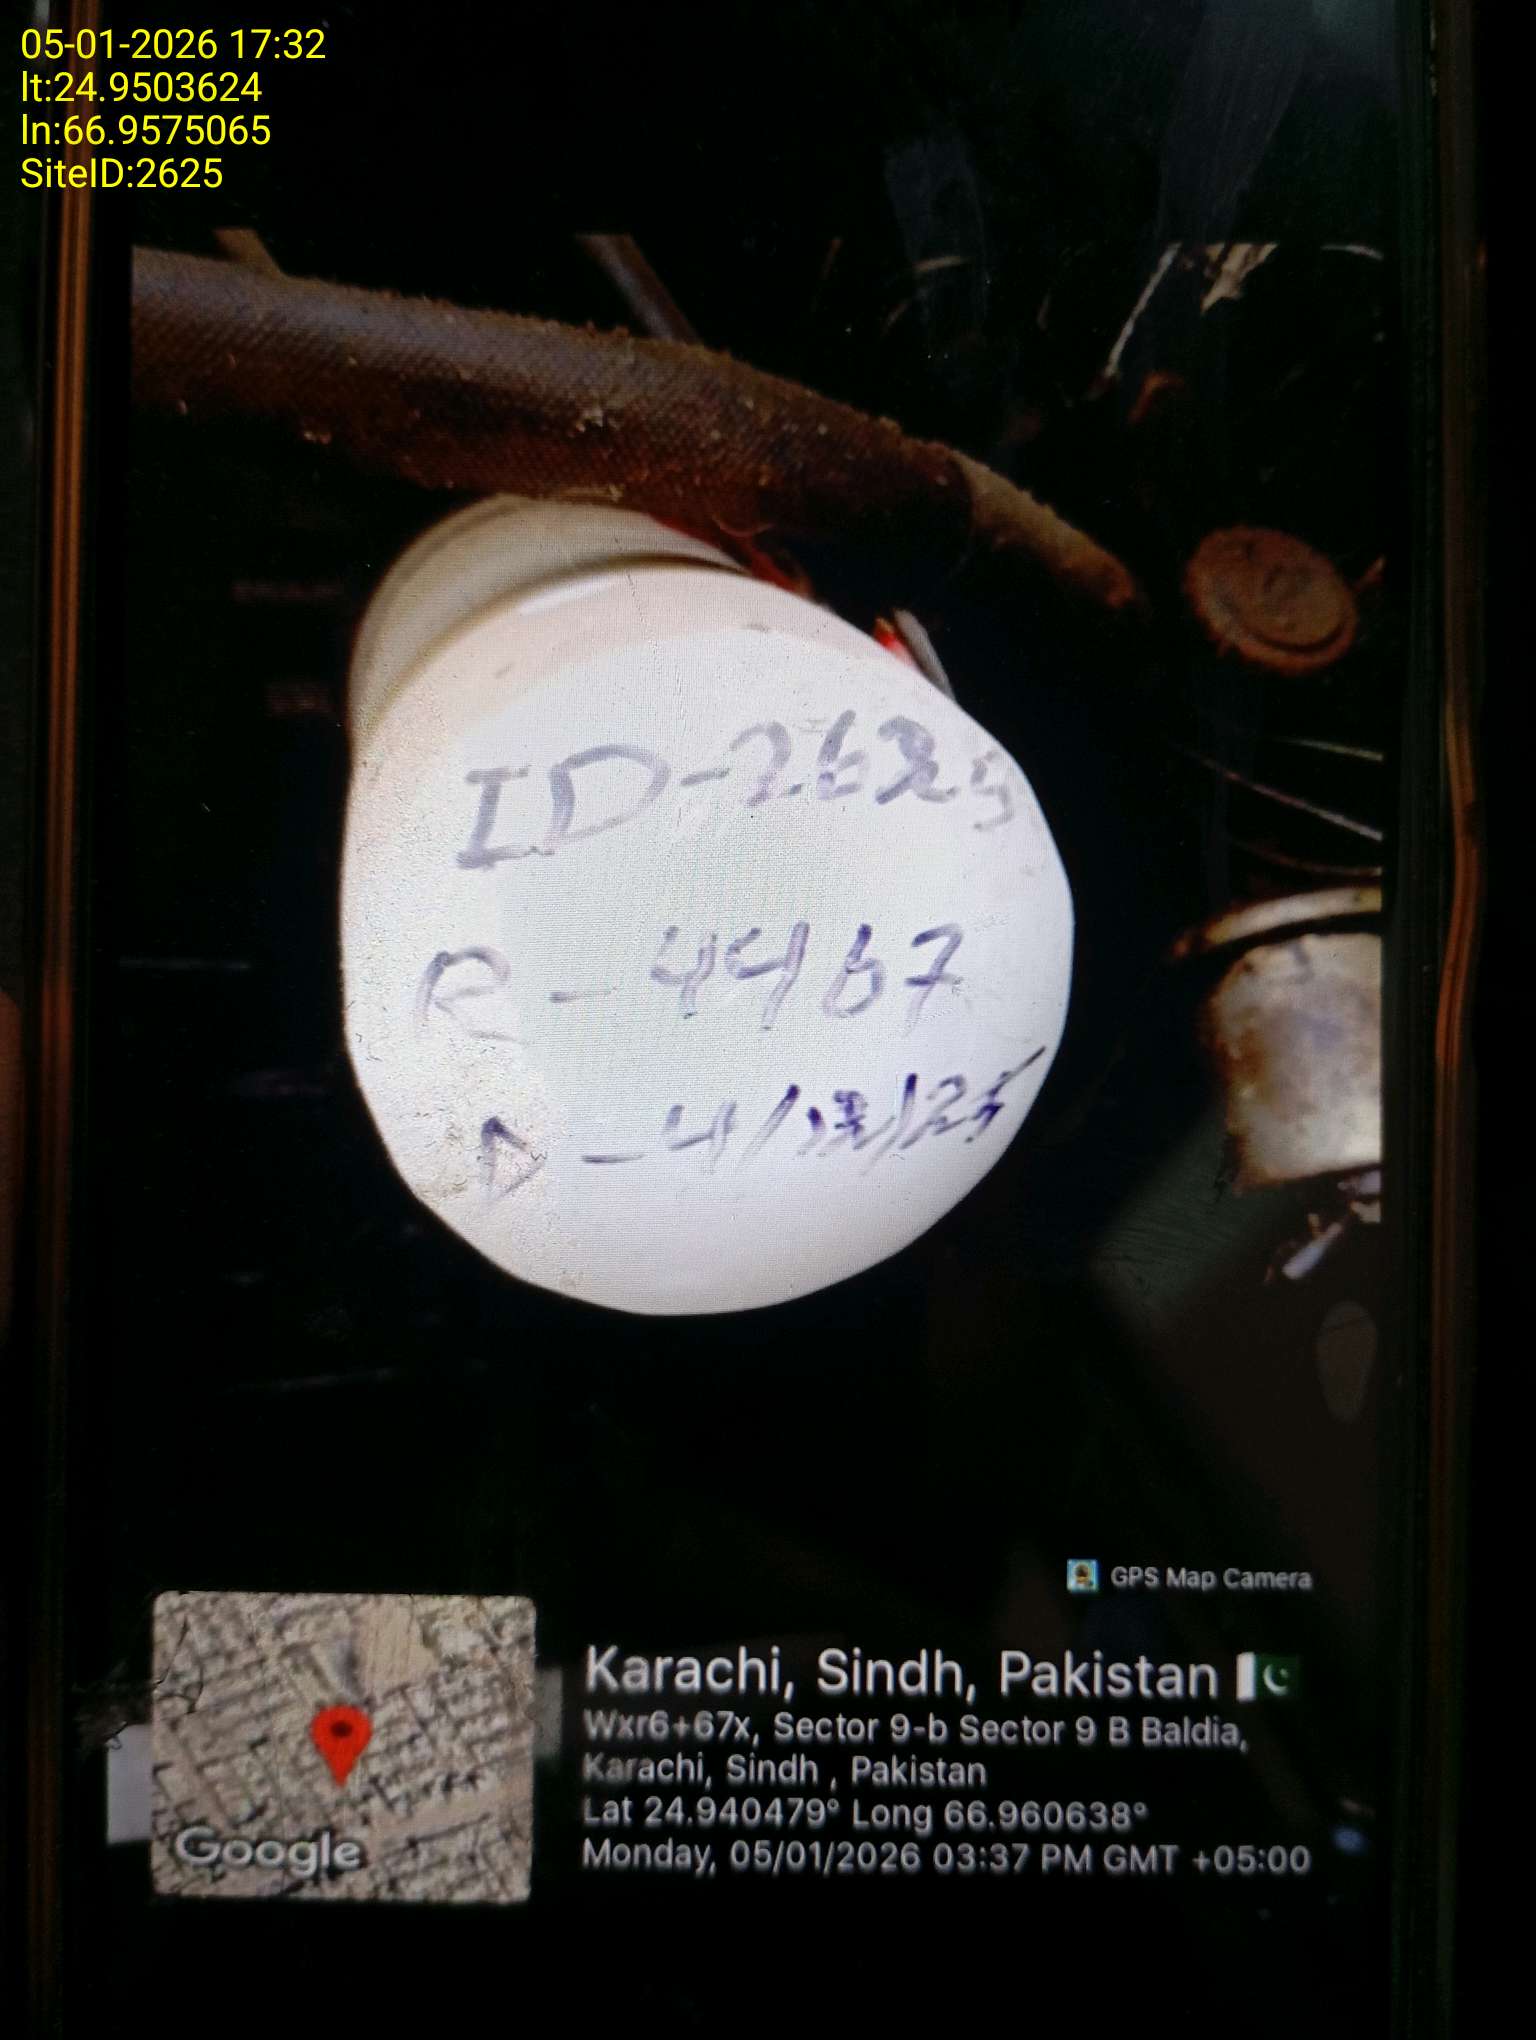 05-01-2026 17:32
lt:24.9503624
ln:66.9575065
SiteID:2625
ID-2625
R-4467
D-4/12/25
GPS Map Camera
Karachi, Sindh, Pakistan
Wxr6+67x, Sector 9-b Sector 9 B Baldia,
Karachi, Sindh , Pakistan
Lat 24.940479° Long 66.960638°
Monday, 05/01/2026 03:37 PM GMT +05:00
Google